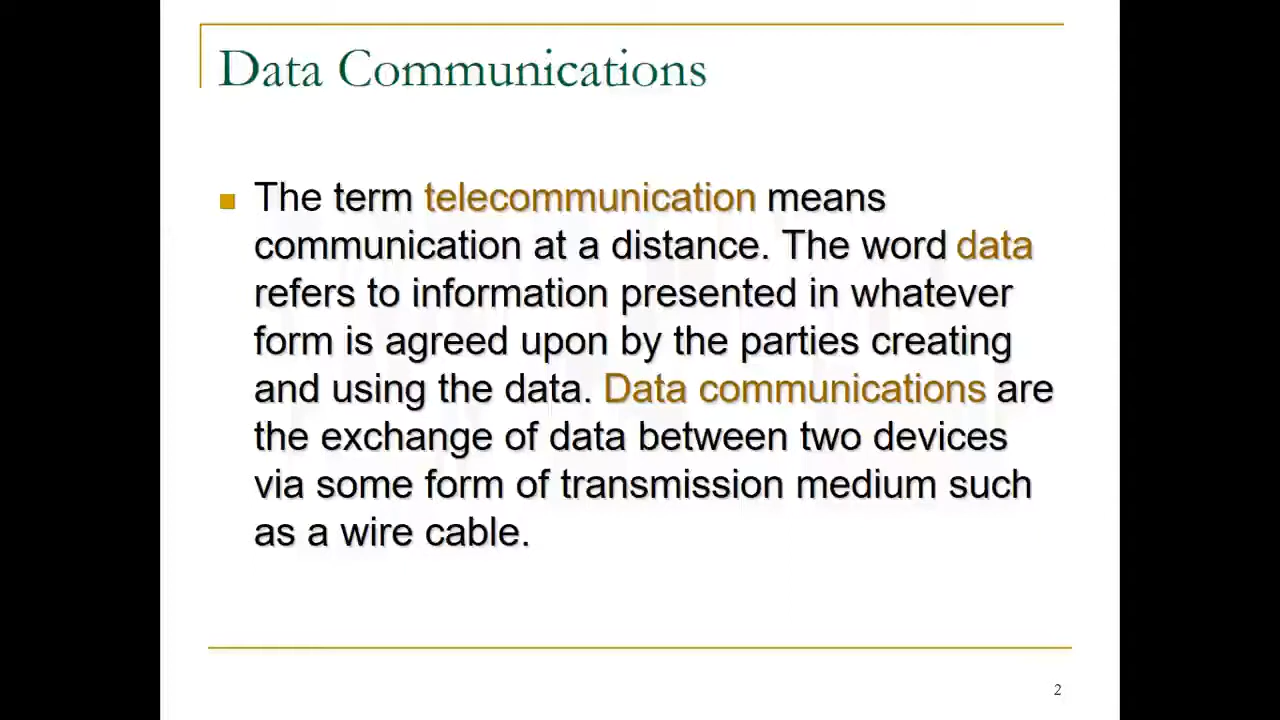 Data Communications
The term telecommunication means
communication at a distance. The word data
refers to information presented in whatever
form is agreed upon by the parties creating
and using the data. Data communications are
the exchange of data between two devices
via some form of transmission medium such
as a wire cable.
2